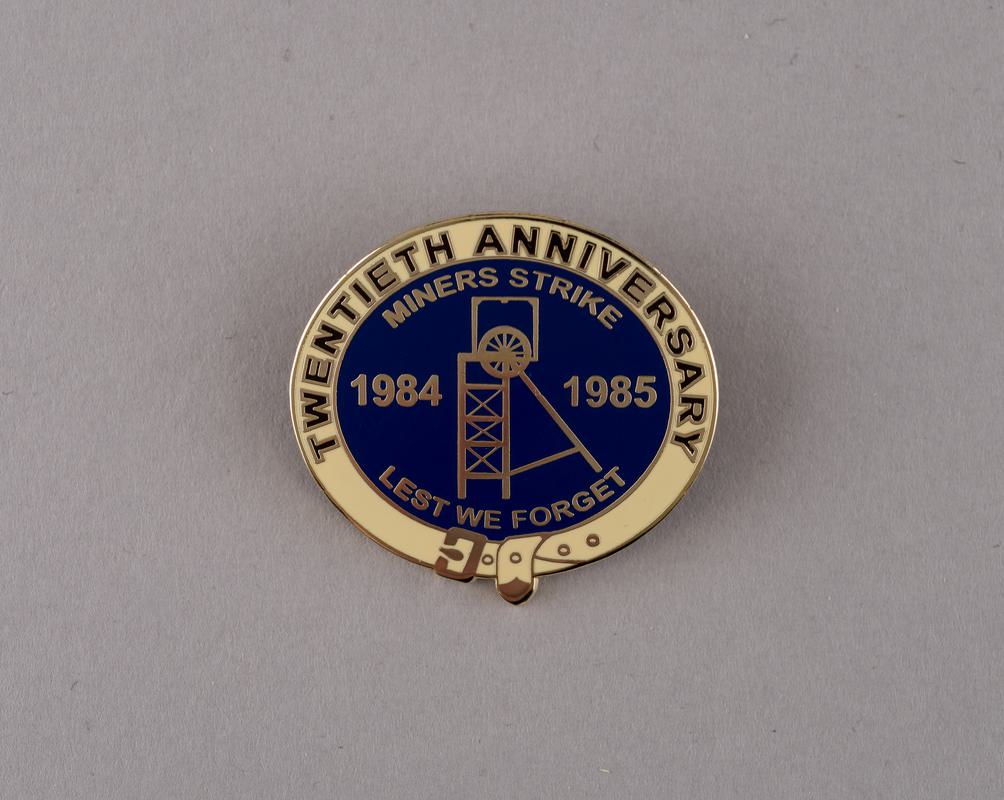 TWENTIETH ANNIVERSARY
MINERS STRIKE
1984 1985
LEST WE FORGET